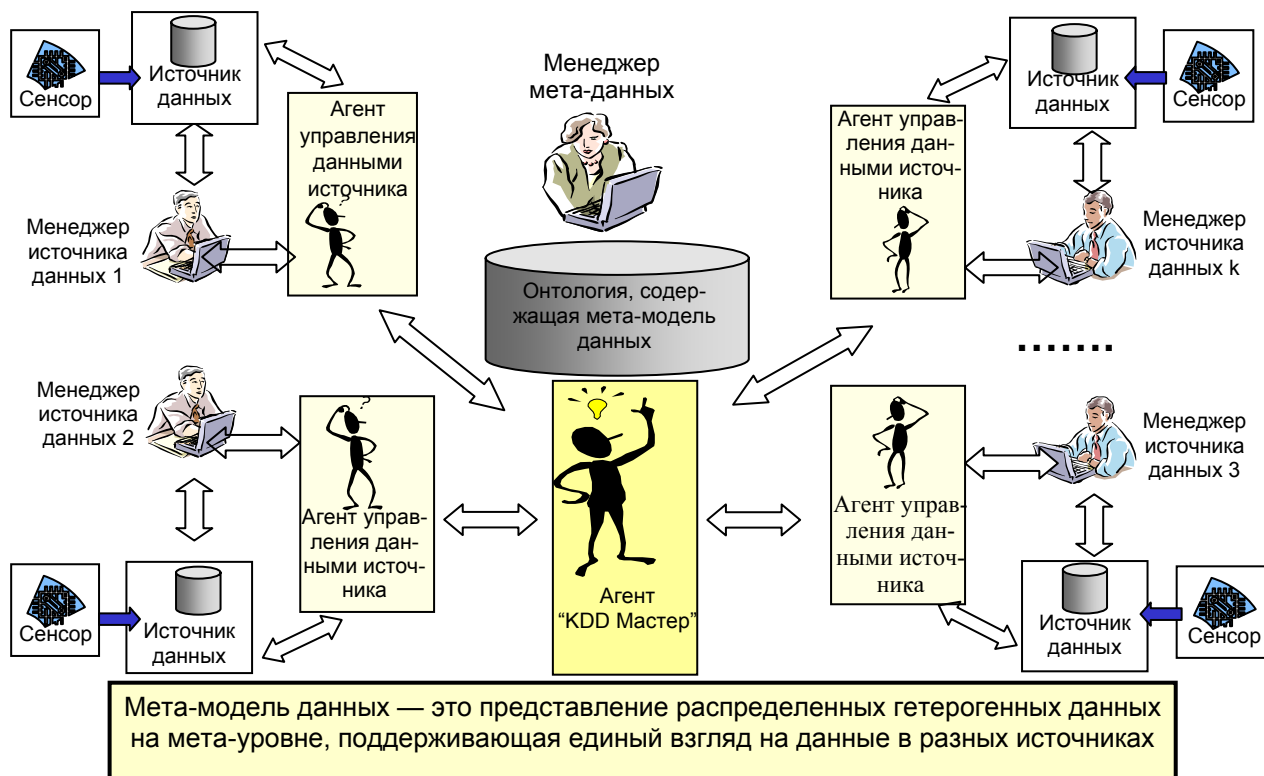 Сенсор
Источник
данных
Агент
управления
данными
источника
Менеджер
источника
данных 1
Менеджер
мета-данных
Онтология, содер-
жащая мета-модель
данных
Агент управ-
ления дан-
ными источ-
ника
Источник
данных
Сенсор
Менеджер
источника
данных k
.......
Менеджер
источника
данных 2
Агент управ-
ления дан-
ными источ-
ника
Сенсор
Источник
данных
Агент
“KDD Мастер”
Агент управ-
ления дан-
ными источ-
ника
Менеджер
источника
данных 3
Источник
данных
Сенсор
Мета-модель данных — это представление распределенных гетерогенных данных
на мета-уровне, поддерживающая единый взгляд на данные в разных источниках